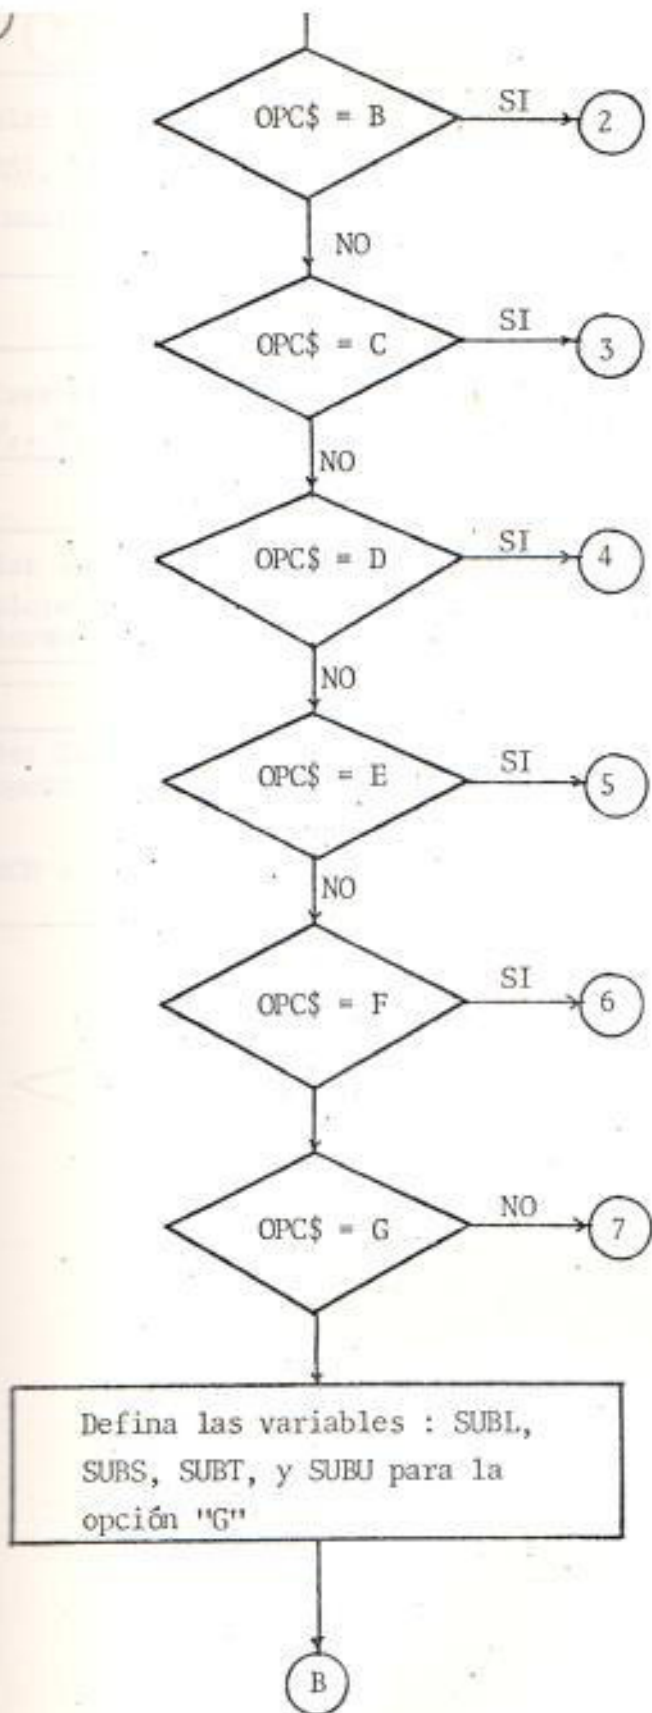 OPC$ = B
SI
2
NO
OPC$ = C
SI
3
NO
OPC$ = D
SI
4
NO
OPC$ = E
SI
5
NO
OPC$ = F
SI
6
OPC$ = G
NO
7
Defina las variables : SUBL,
SUBS, SUBT, y SUBU para la
opción "G"
B